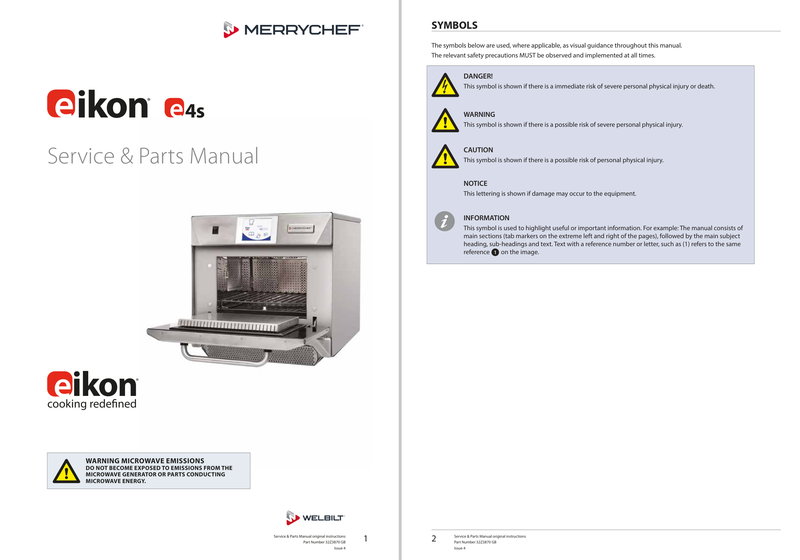 MERRYCHEF
eikon e4s
Service & Parts Manual
MERRYCHEF
eikon
cooking redefined
WARNING MICROWAVE EMISSIONS
DO NOT BECOME EXPOSED TO EMISSIONS FROM THE
MICROWAVE GENERATOR OR PARTS CONDUCTING
MICROWAVE ENERGY.
WELBILT
Service & Parts Manual original instructions
Part Number 32Z3870 GB
Issue 4
1
SYMBOLS
The symbols below are used, where applicable, as visual guidance throughout this manual.
The relevant safety precautions MUST be observed and implemented at all times.
DANGER!
This symbol is shown if there is a immediate risk of severe personal physical injury or death.
WARNING
This symbol is shown if there is a possible risk of severe personal physical injury.
CAUTION
This symbol is shown if there is a possible risk of personal physical injury.
NOTICE
This lettering is shown if damage may occur to the equipment.
INFORMATION
This symbol is used to highlight useful or important information. For example: The manual consists of
main sections (tab markers on the extreme left and right of the pages), followed by the main subject
heading, sub-headings and text. Text with a reference number or letter, such as (1) refers to the same
reference 1 on the image.
2
Service & Parts Manual original instructions
Part Number 32Z3870 GB
Issue 4